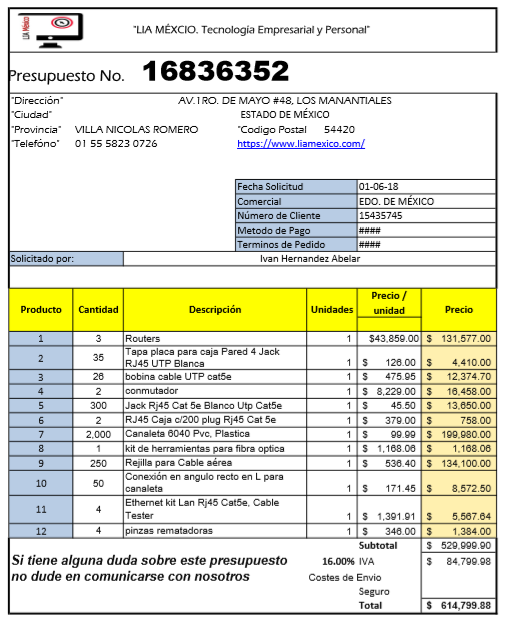 LIA México
"LIA MÉXCIO. Tecnología Empresarial y Personal"
Presupuesto No. 16836352
"Dirección" AV.1RO. DE MAYO #48, LOS MANANTIALES
"Ciudad" ESTADO DE MÉXICO
"Provincia" VILLA NICOLAS ROMERO "Codigo Postal 54420
"Telefóno" 01 55 5823 0726 https://www.liamexico.com/
Fecha Solicitud 01-06-18
Comercial EDO. DE MÉXICO
Número de Cliente 15435745
Metodo de Pago ####
Terminos de Pedido ####
Solicitado por: Ivan Hernandez Abelar
Producto Cantidad Descripción Unidades Precio / unidad Precio
1 3 Routers 1 $43,859.00 $ 131,577.00
2 35 Tapa placa para caja Pared 4 Jack
RJ45 UTP Blanca 1 $ 126.00 $ 4,410.00
3 26 bobina cable UTP cat5e 1 $ 475.95 $ 12,374.70
4 2 conmutador 1 $ 8,229.00 $ 16,458.00
5 300 Jack Rj45 Cat 5e Blanco Utp Cat5e 1 $ 45.50 $ 13,650.00
6 2 RJ45 Caja c/200 plug Rj45 Cat 5e 1 $ 379.00 $ 758.00
7 2,000 Canaleta 6040 Pvc, Plastica 1 $ 99.99 $ 199,980.00
8 1 kit de herramientas para fibra optica 1 $ 1,168.06 $ 1,168.06
9 250 Rejilla para Cable aérea 1 $ 536.40 $ 134,100.00
10 50 Conexión en angulo recto en L para
canaleta 1 $ 171.45 $ 8,572.50
11 4 Ethernet kit Lan Rj45 Cat5e, Cable
Tester 1 $ 1,391.91 $ 5,567.64
12 4 pinzas rematadoras 1 $ 346.00 $ 1,384.00
Subtotal $ 529,999.90
Si tiene alguna duda sobre este presupuesto 16.00% IVA $ 84,799.98
no dude en comunicarse con nosotros Costes de Envio
Seguro
Total $ 614,799.88